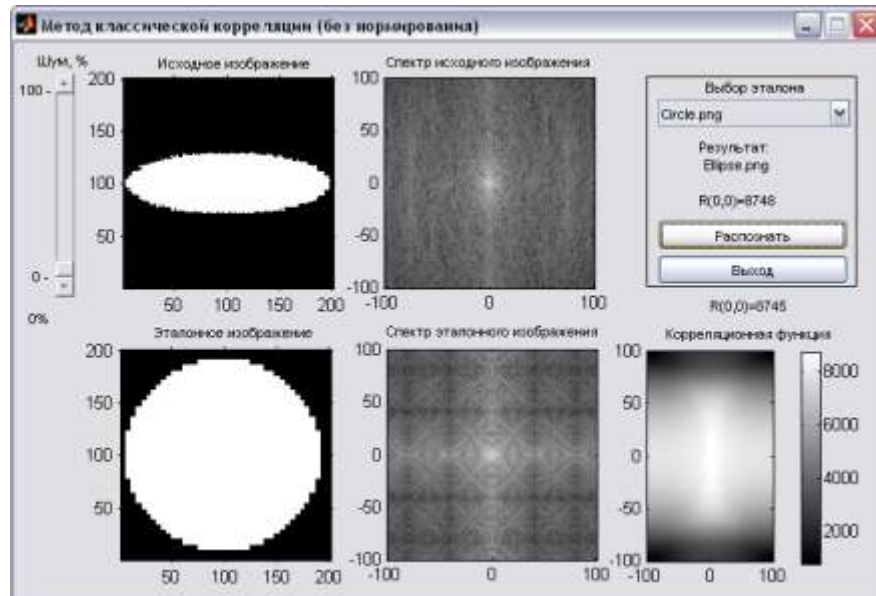 Метод классической корреляции (без нормирования)
Шум, %
100 -
0 -
0%
Исходное изображение
200
150
100
50
50 100 150 200
Спектр исходного изображения
100
50
0
-50
-100
-100 0 100
Выбор эталона
Circle.png
Результат:
Ellipse.png
R(0,0)=8748
Распознать
Выход
R(0,0)=8745
Эталонное изображение
200
150
100
50
50 100 150 200
Спектр эталонного изображения
100
50
0
-50
-100
-100 0 100
Корреляционная функция
100
50
0
-50
-100
-100 0 100
8000
6000
4000
2000